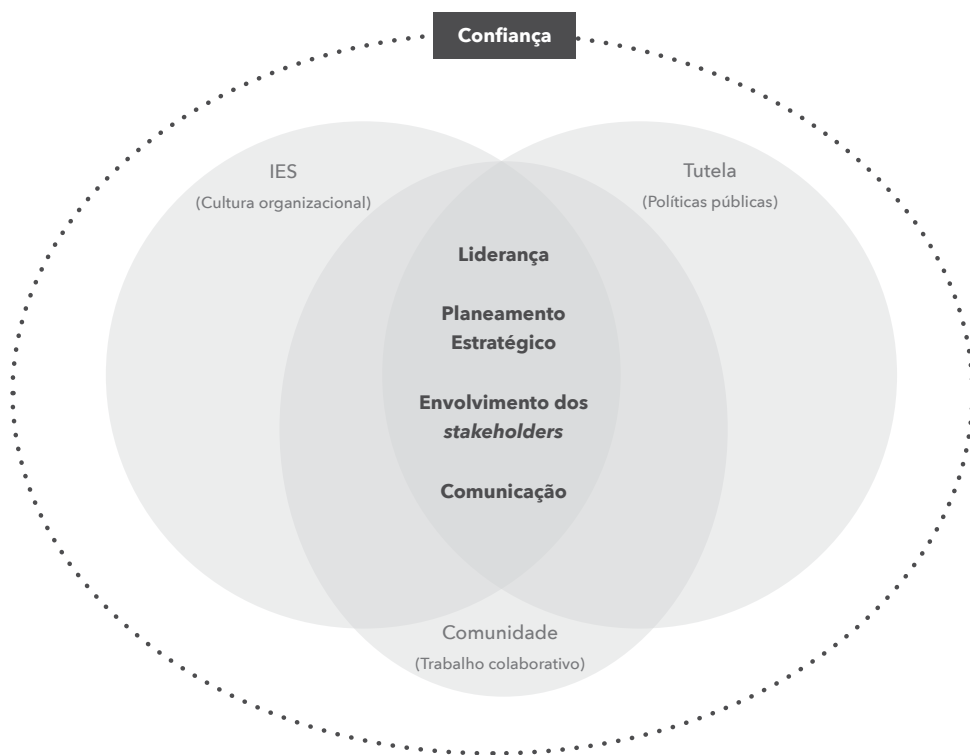 Confiança
IES
(Cultura organizacional)
Tutela
(Políticas públicas)
Liderança
Planeamento
Estratégico
Envolvimento dos
stakeholders
Comunicação
Comunidade
(Trabalho colaborativo)